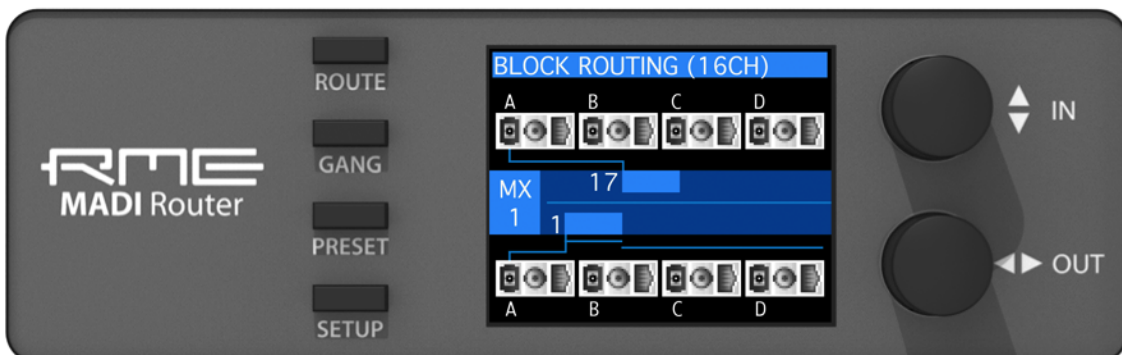 ROUTE
GANG
PRESET
SETUP
RME
MADI Router
BLOCK ROUTING (16CH)
A B C D
17
MX
1
1
A B C D
IN
OUT